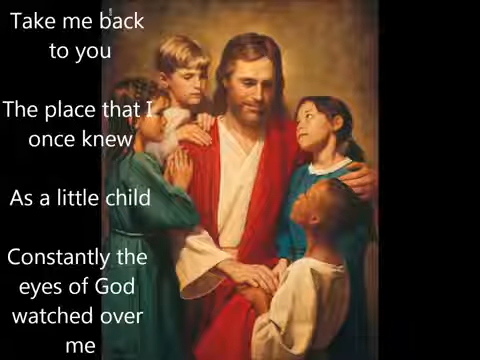 Take me back
to you
The place that I
once knew
As a little child
Constantly the
eyes of God
watched over
me